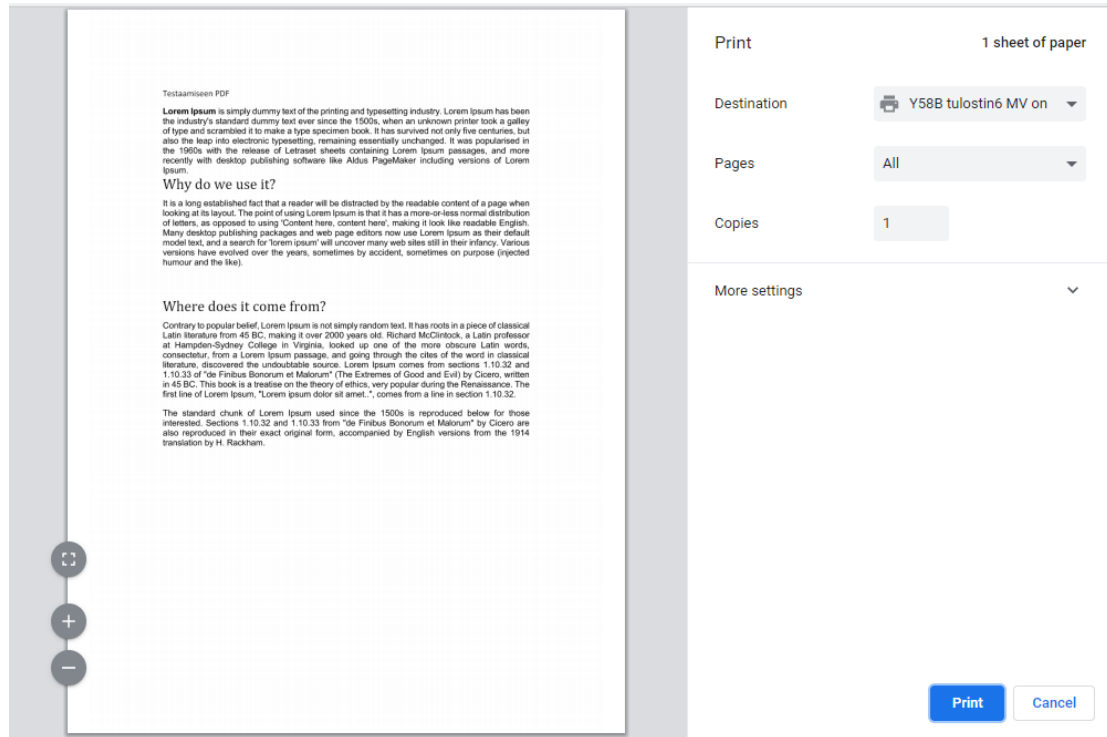 Testaamiseen PDF
Lorem Ipsum is simply dummy text of the printing and typesetting industry. Lorem Ipsum has been
the industry's standard dummy text ever since the 1500s, when an unknown printer took a galley
of type and scrambled it to make a type specimen book. It has survived not only five centuries, but
also the leap into electronic typesetting, remaining essentially unchanged. It was popularised in
the 1960s with the release of Letraset sheets containing Lorem Ipsum passages, and more
recently with desktop publishing software like Aldus PageMaker including versions of Lorem
Ipsum.
Why do we use it?
It is a long established fact that a reader will be distracted by the readable content of a page when
looking at its layout. The point of using Lorem Ipsum is that it has a more-or-less normal distribution
of letters, as opposed to using 'Content here, content here', making it look like readable English.
Many desktop publishing packages and web page editors now use Lorem Ipsum as their default
model text, and a search for 'lorem ipsum' will uncover many web sites still in their infancy. Various
versions have evolved over the years, sometimes by accident, sometimes on purpose (injected
humour and the like).
Where does it come from?
Contrary to popular belief, Lorem Ipsum is not simply random text. It has roots in a piece of classical
Latin literature from 45 BC, making it over 2000 years old. Richard McClintock, a Latin professor
at Hampden-Sydney College in Virginia, looked up one of the more obscure Latin words,
consectetur, from a Lorem Ipsum passage, and going through the cites of the word in classical
literature, discovered the undoubtable source. Lorem Ipsum comes from sections 1.10.32 and
1.10.33 of "de Finibus Bonorum et Malorum" (The Extremes of Good and Evil) by Cicero, written
in 45 BC. This book is a treatise on the theory of ethics, very popular during the Renaissance. The
first line of Lorem Ipsum, "Lorem ipsum dolor sit amet..", comes from a line in section 1.10.32.
The standard chunk of Lorem Ipsum used since the 1500s is reproduced below for those
interested. Sections 1.10.32 and 1.10.33 from "de Finibus Bonorum et Malorum" by Cicero are
also reproduced in their exact original form, accompanied by English versions from the 1914
translation by H. Rackham.
Print 1 sheet of paper
Destination Y58B tulostin6 MV on
Pages All
Copies 1
More settings
Print Cancel